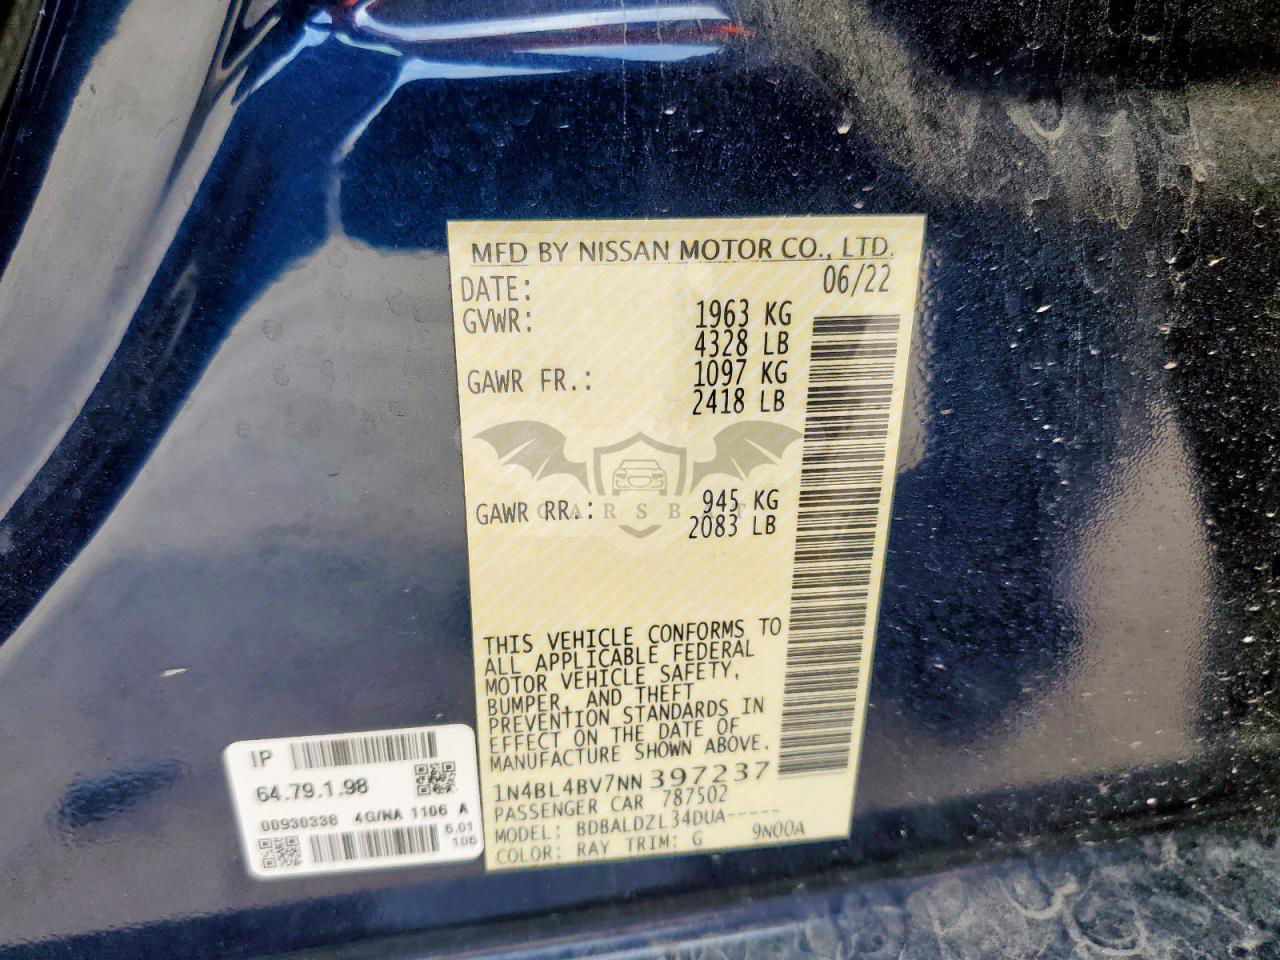 MFD BY NISSAN MOTOR CO., LTD.
DATE: 06/22
GVWR: 1963 KG
4328 LB
GAWR FR.: 1097 KG
2418 LB
GAWR RR.: 945 KG
2083 LB
THIS VEHICLE CONFORMS TO
ALL APPLICABLE FEDERAL
MOTOR VEHICLE SAFETY,
BUMPER, AND THEFT
PREVENTION STANDARDS IN
EFFECT ON THE DATE OF
MANUFACTURE SHOWN ABOVE.
1N4BL4BV7NN397237
PASSENGER CAR 787502
MODEL: BDBALDZL34DUA-----
COLOR: RAY TRIM: G 9N00A
IP
64.79.1.98
00930338 4G/WA 1106 A
5.01
106